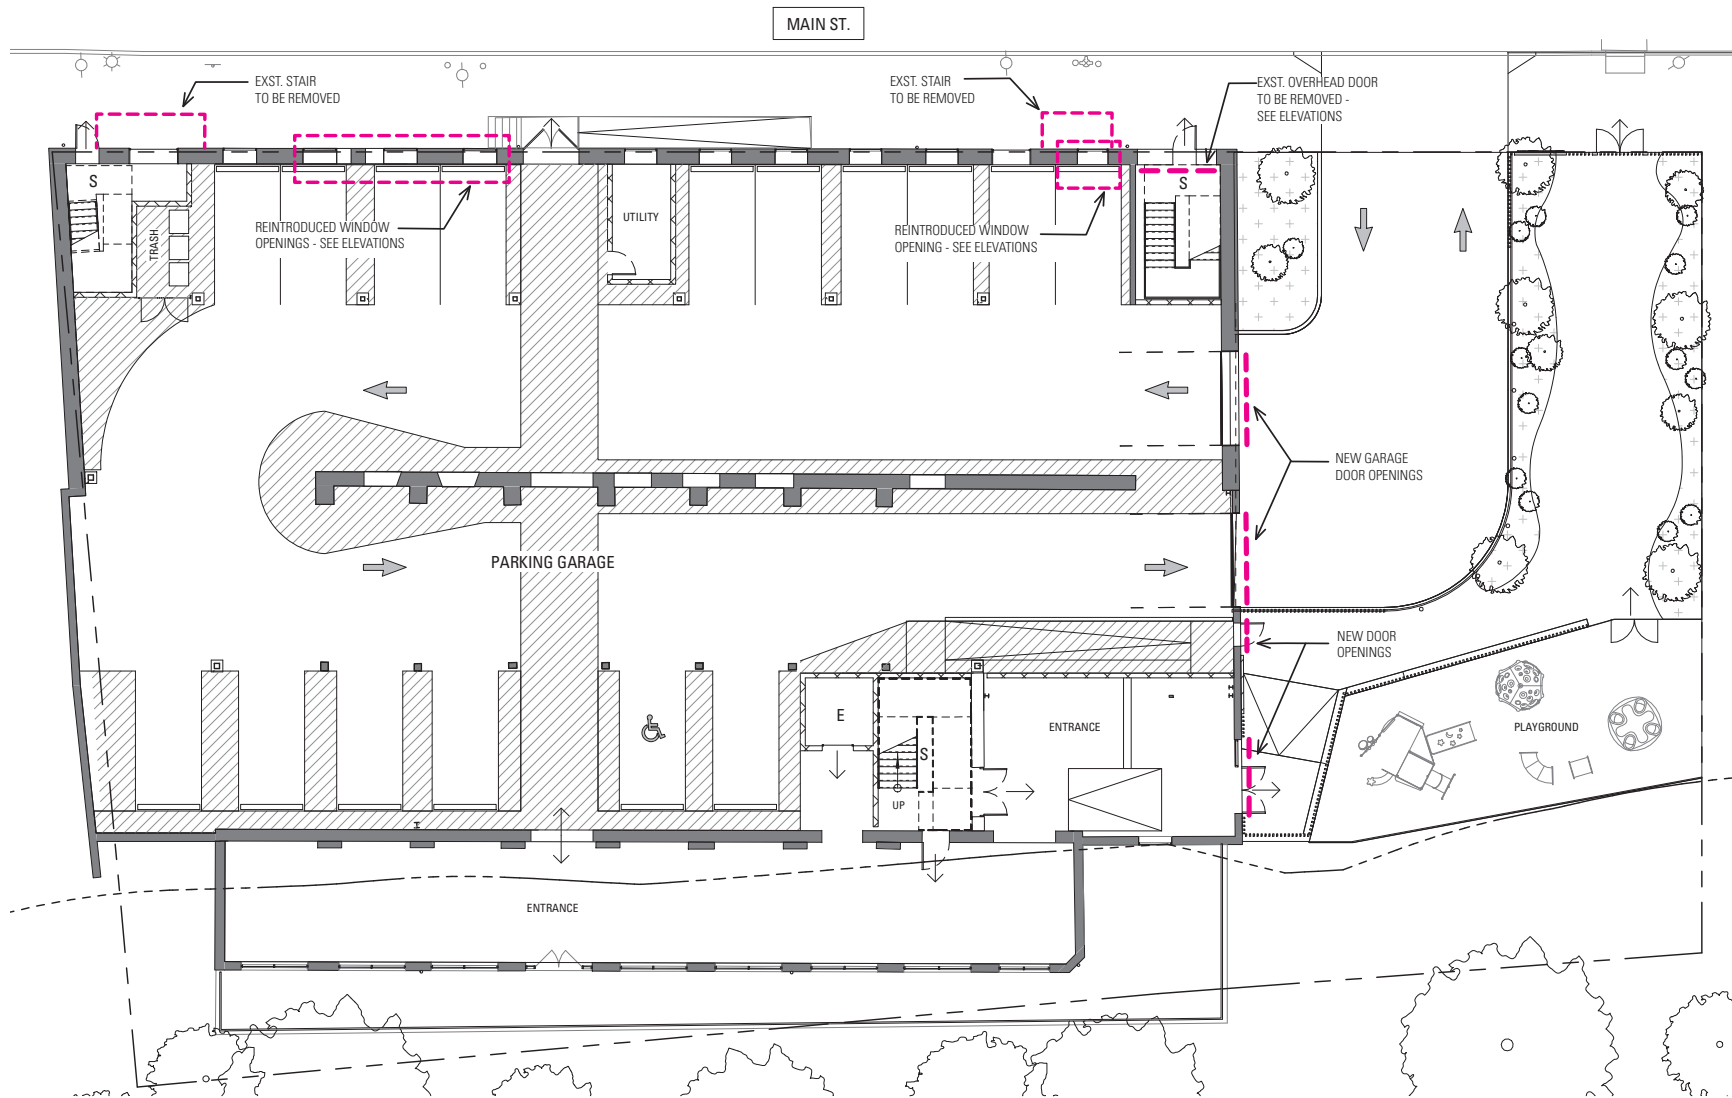 MAIN ST.
EXST. STAIR
TO BE REMOVED
EXST. STAIR
TO BE REMOVED
EXST. OVERHEAD DOOR
TO BE REMOVED -
SEE ELEVATIONS
S
S
TRASH
UTILITY
REINTRODUCED WINDOW
OPENINGS - SEE ELEVATIONS
REINTRODUCED WINDOW
OPENING - SEE ELEVATIONS
NEW GARAGE
DOOR OPENINGS
PARKING GARAGE
NEW DOOR
OPENINGS
E
S
UP
ENTRANCE
PLAYGROUND
ENTRANCE